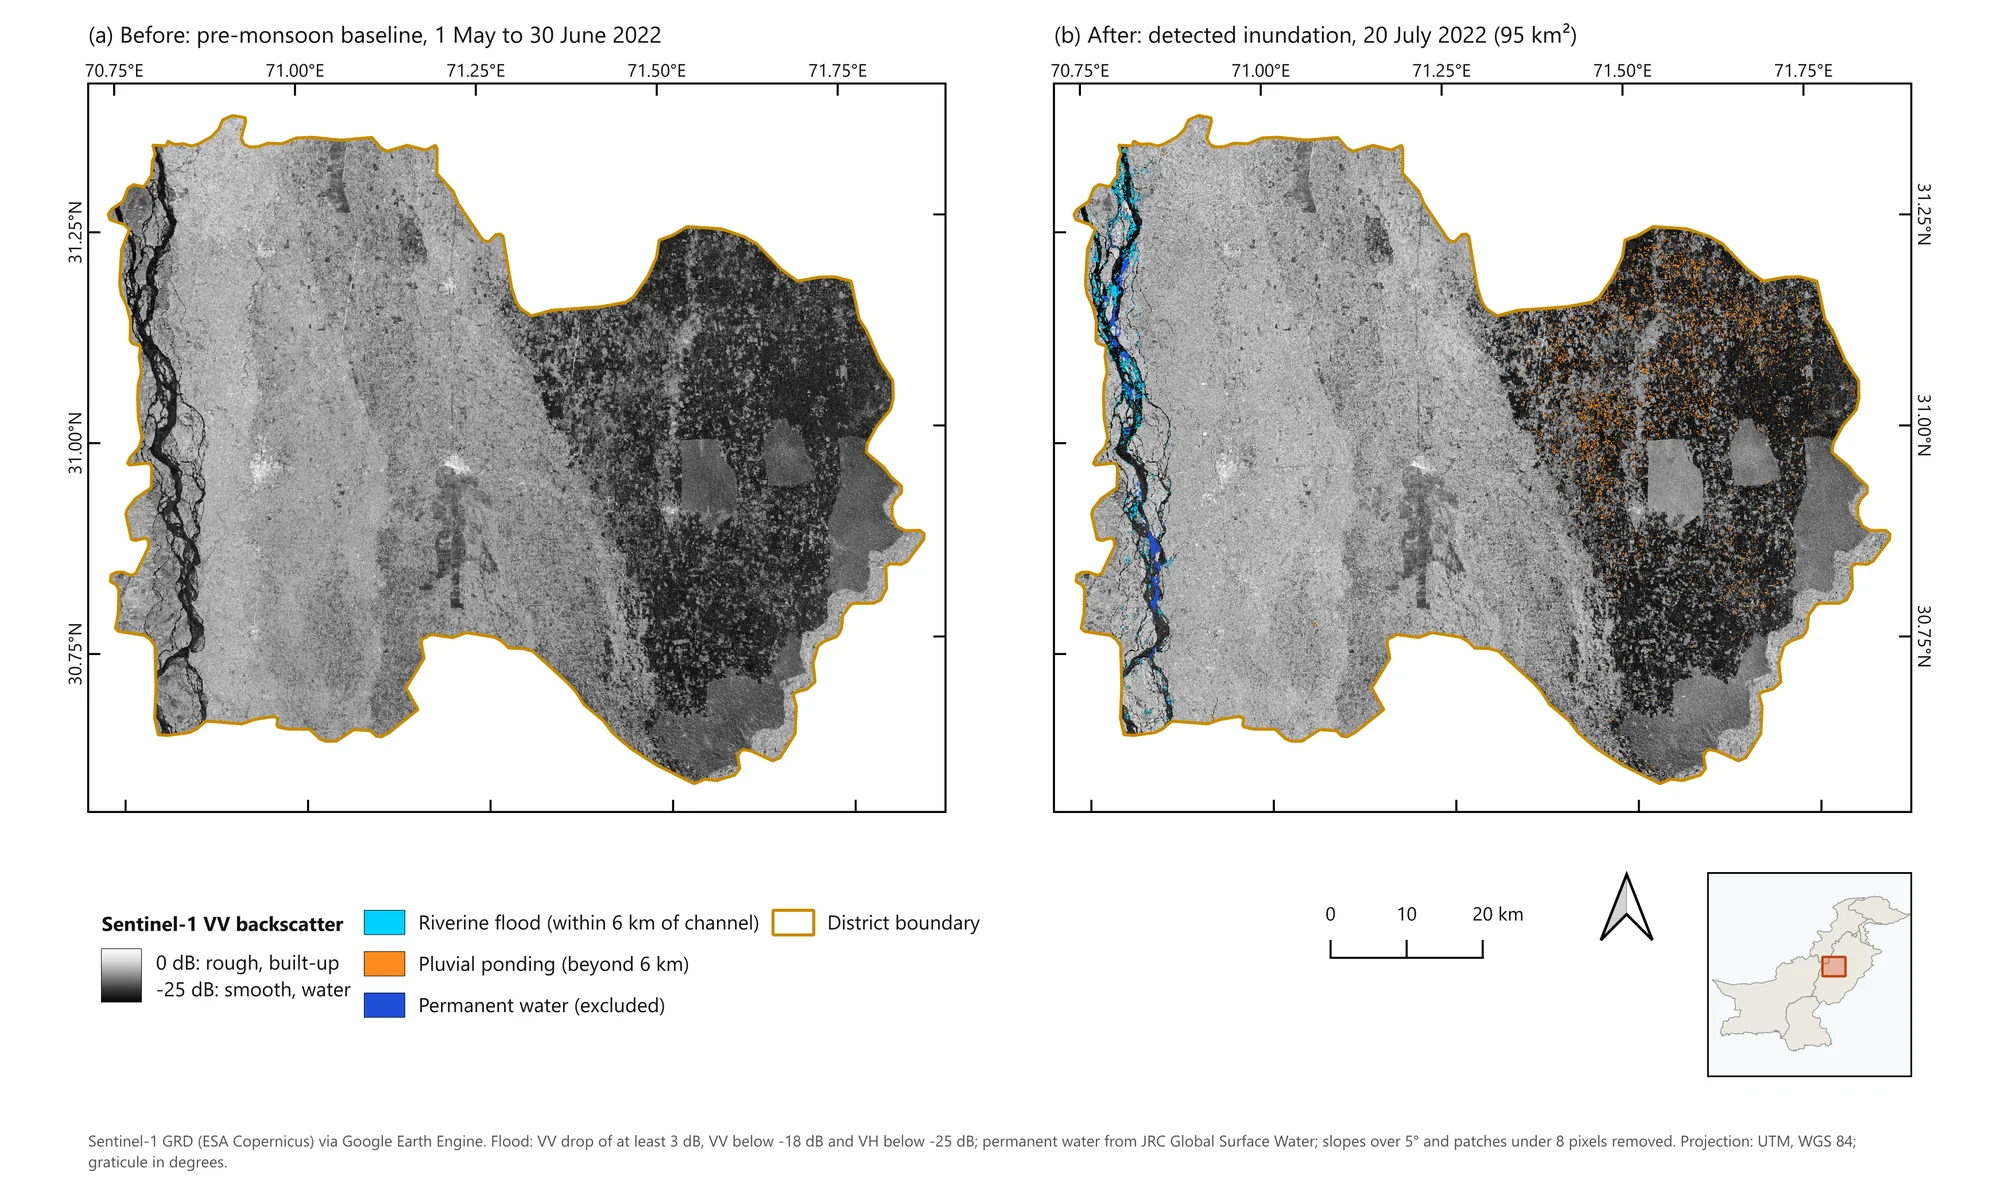 (a) Before: pre-monsoon baseline, 1 May to 30 June 2022
70.75°E 71.00°E 71.25°E 71.50°E 71.75°E
31.25°N
31.00°N
30.75°N
(b) After: detected inundation, 20 July 2022 (95 km²)
70.75°E 71.00°E 71.25°E 71.50°E 71.75°E
31.25°N
31.00°N
30.75°N
Sentinel-1 VV backscatter
0 dB: rough, built-up
-25 dB: smooth, water
Riverine flood (within 6 km of channel)
Pluvial ponding (beyond 6 km)
Permanent water (excluded)
District boundary
0 10 20 km
Sentinel-1 GRD (ESA Copernicus) via Google Earth Engine. Flood: VV drop of at least 3 dB, VV below -18 dB and VH below -25 dB; permanent water from JRC Global Surface Water; slopes over 5° and patches under 8 pixels removed. Projection: UTM, WGS 84;
graticule in degrees.